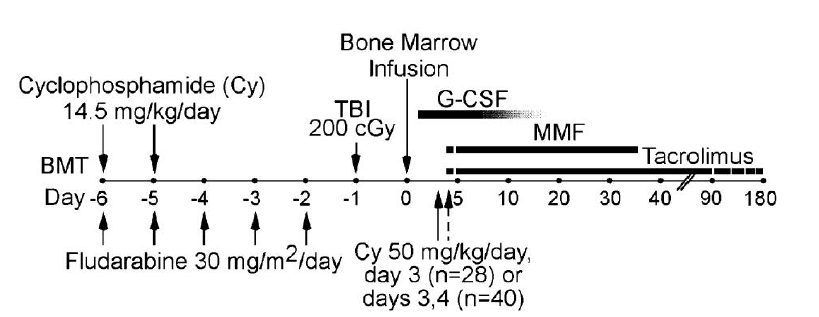 Bone Marrow
Infusion
Cyclophosphamide (Cy)
14.5 mg/kg/day
TBI
200 cGy
G-CSF
MMF
Tacrolimus
BMT
Day -6 -5 -4 -3 -2 -1 0 5 10 20 30 40 90 180
Fludarabine 30 mg/m2/day
Cy 50 mg/kg/day,
day 3 (n=28) or
days 3,4 (n=40)